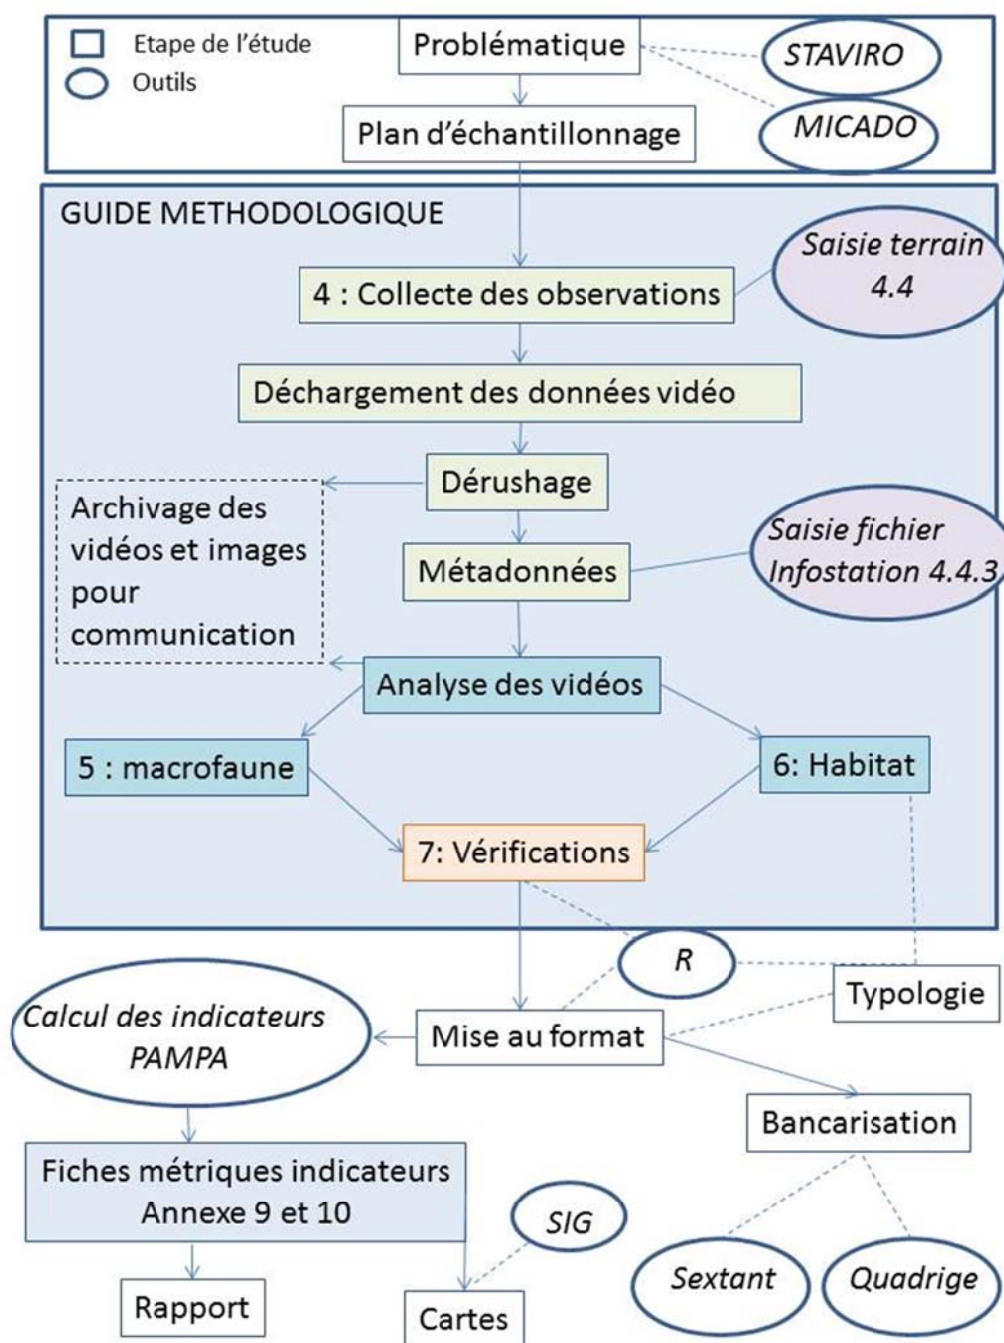 Etape de l'étude
Outils
Problématique
STAVIRO
MICADO
Plan d'échantillonnage
GUIDE METHODOLOGIQUE
Saisie terrain
4.4
4 : Collecte des observations
Déchargement des données vidéo
Dérushage
Archivage des
vidéos et images
pour
communication
Métadonnées
Saisie fichier
Infostation 4.4.3
Analyse des vidéos
5 : macrofaune
6: Habitat
7: Vérifications
R
Typologie
Calcul des indicateurs
PAMPA
Mise au format
Bancarisation
Fiches métriques indicateurs
Annexe 9 et 10
SIG
Sextant
Quadrige
Rapport
Cartes